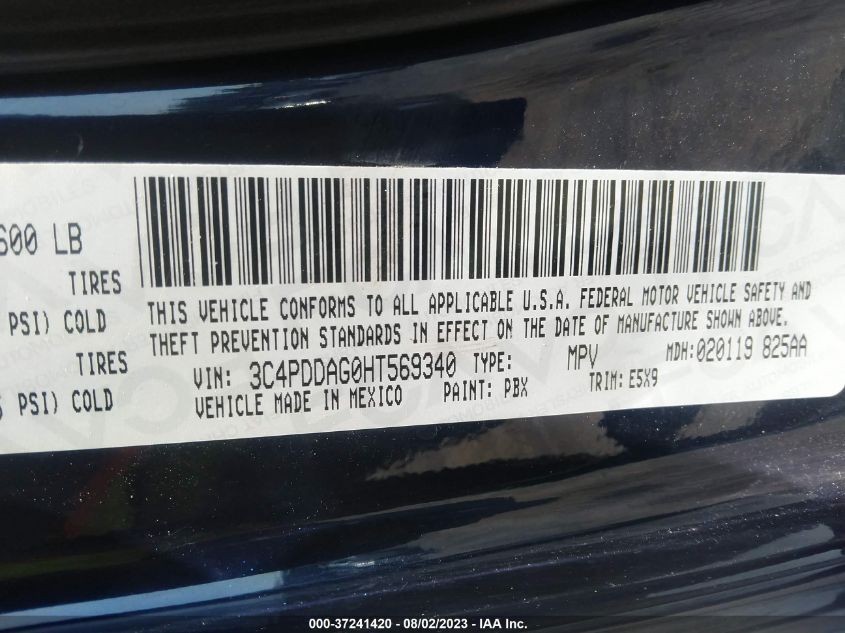 600 LB
TIRES
PSI) COLD
TIRES
PSI) COLD
THIS VEHICLE CONFORMS TO ALL APPLICABLE U.S.A. FEDERAL MOTOR VEHICLE SAFETY AND
THEFT PREVENTION STANDARDS IN EFFECT ON THE DATE OF MANUFACTURE SHOWN ABOVE.
VIN: 3C4PDDAG0HT569340 TYPE: MPV MDH:020119 825AA
VEHICLE MADE IN MEXICO PAINT: PBX TRIM: E5X9
000-37241420 - 08/02/2023 - IAA Inc.